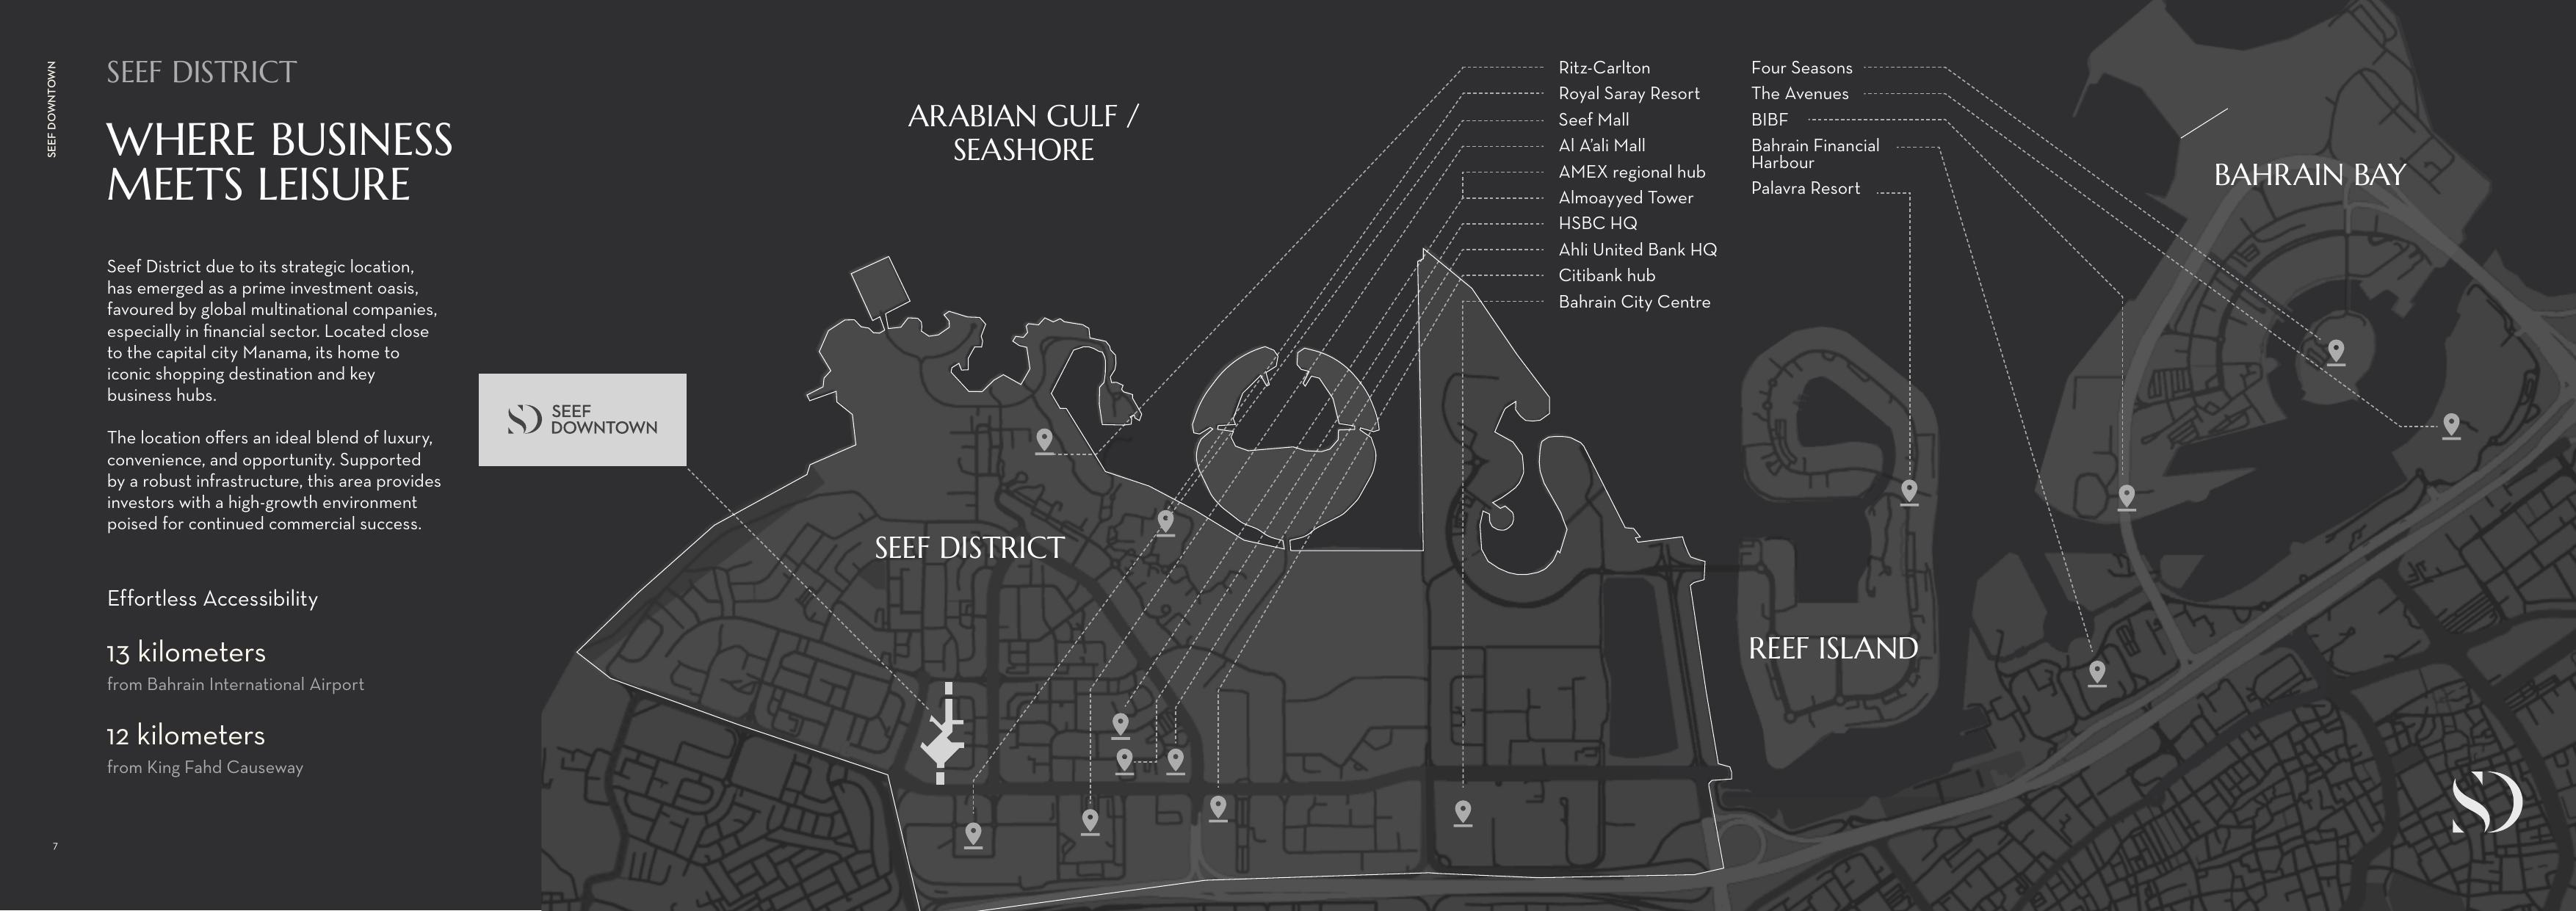 SEEF DOWNTOWN
SEEF DISTRICT
WHERE BUSINESS
MEETS LEISURE
Seef District due to its strategic location,
has emerged as a prime investment oasis,
favoured by global multinational companies,
especially in financial sector. Located close
to the capital city Manama, its home to
iconic shopping destination and key
business hubs.
The location offers an ideal blend of luxury,
convenience, and opportunity. Supported
by a robust infrastructure, this area provides
investors with a high-growth environment
poised for continued commercial success.
Effortless Accessibility
13 kilometers
from Bahrain International Airport
12 kilometers
from King Fahd Causeway
7
SEEF
DOWNTOWN
ARABIAN GULF /
SEASHORE
SEEF DISTRICT
Ritz-Carlton
Royal Saray Resort
Seef Mall
Al A’ali Mall
AMEX regional hub
Almoayyed Tower
HSBC HQ
Ahli United Bank HQ
Citibank hub
Bahrain City Centre
Four Seasons
The Avenues
BIBF
Bahrain Financial
Harbour
Palavra Resort
REEF ISLAND
BAHRAIN BAY